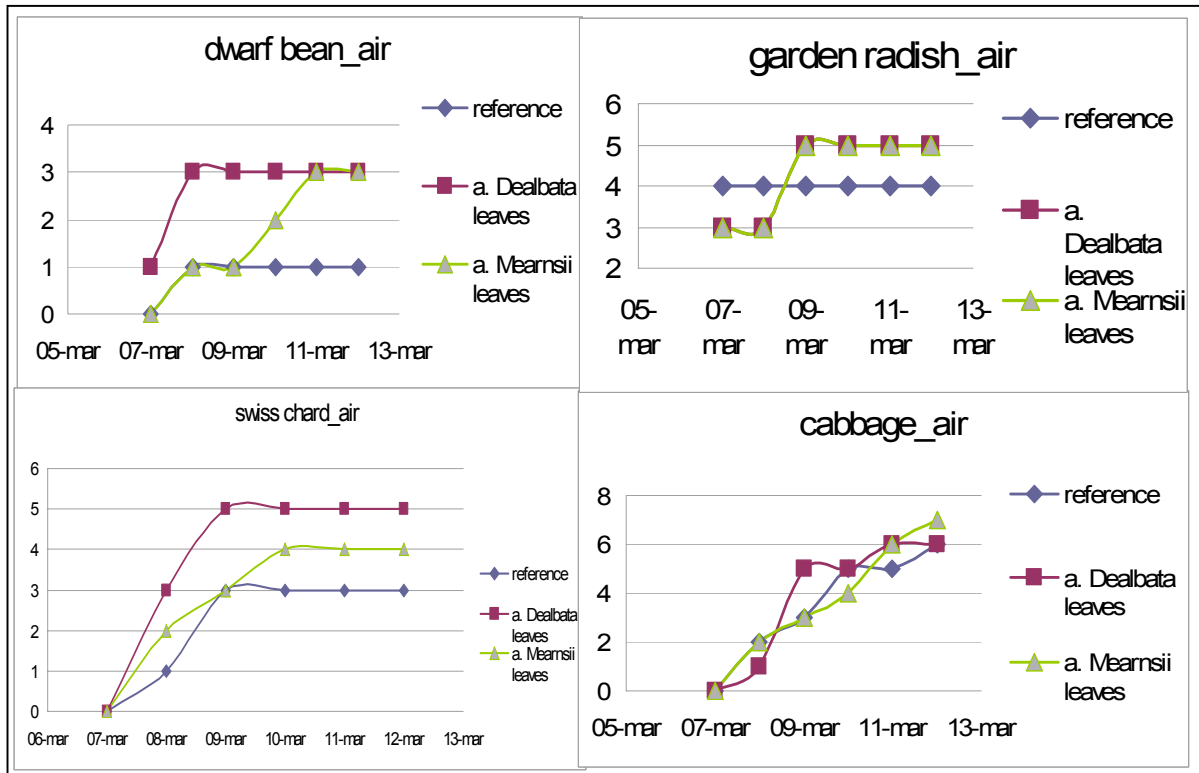 dwarf bean_air
4
3
2
1
0
05-mar 07-mar 09-mar 11-mar 13-mar
reference
a. Dealbata
leaves
a. Mearnsii
leaves
garden radish_air
6
5
4
3
2
05-
mar
07-
mar
09-
mar
11-
mar
13-
mar
reference
a.
Dealbata
leaves
a. Mearnsii
leaves
swiss chard_air
6
5
4
3
2
1
0
06-mar 07-mar 08-mar 09-mar 10-mar 11-mar 12-mar 13-mar
reference
a. Dealbata
leaves
a. Mearnsii
leaves
cabbage_air
8
6
4
2
0
05-mar 07-mar 09-mar 11-mar 13-mar
reference
a. Dealbata
leaves
a. Mearnsii
leaves